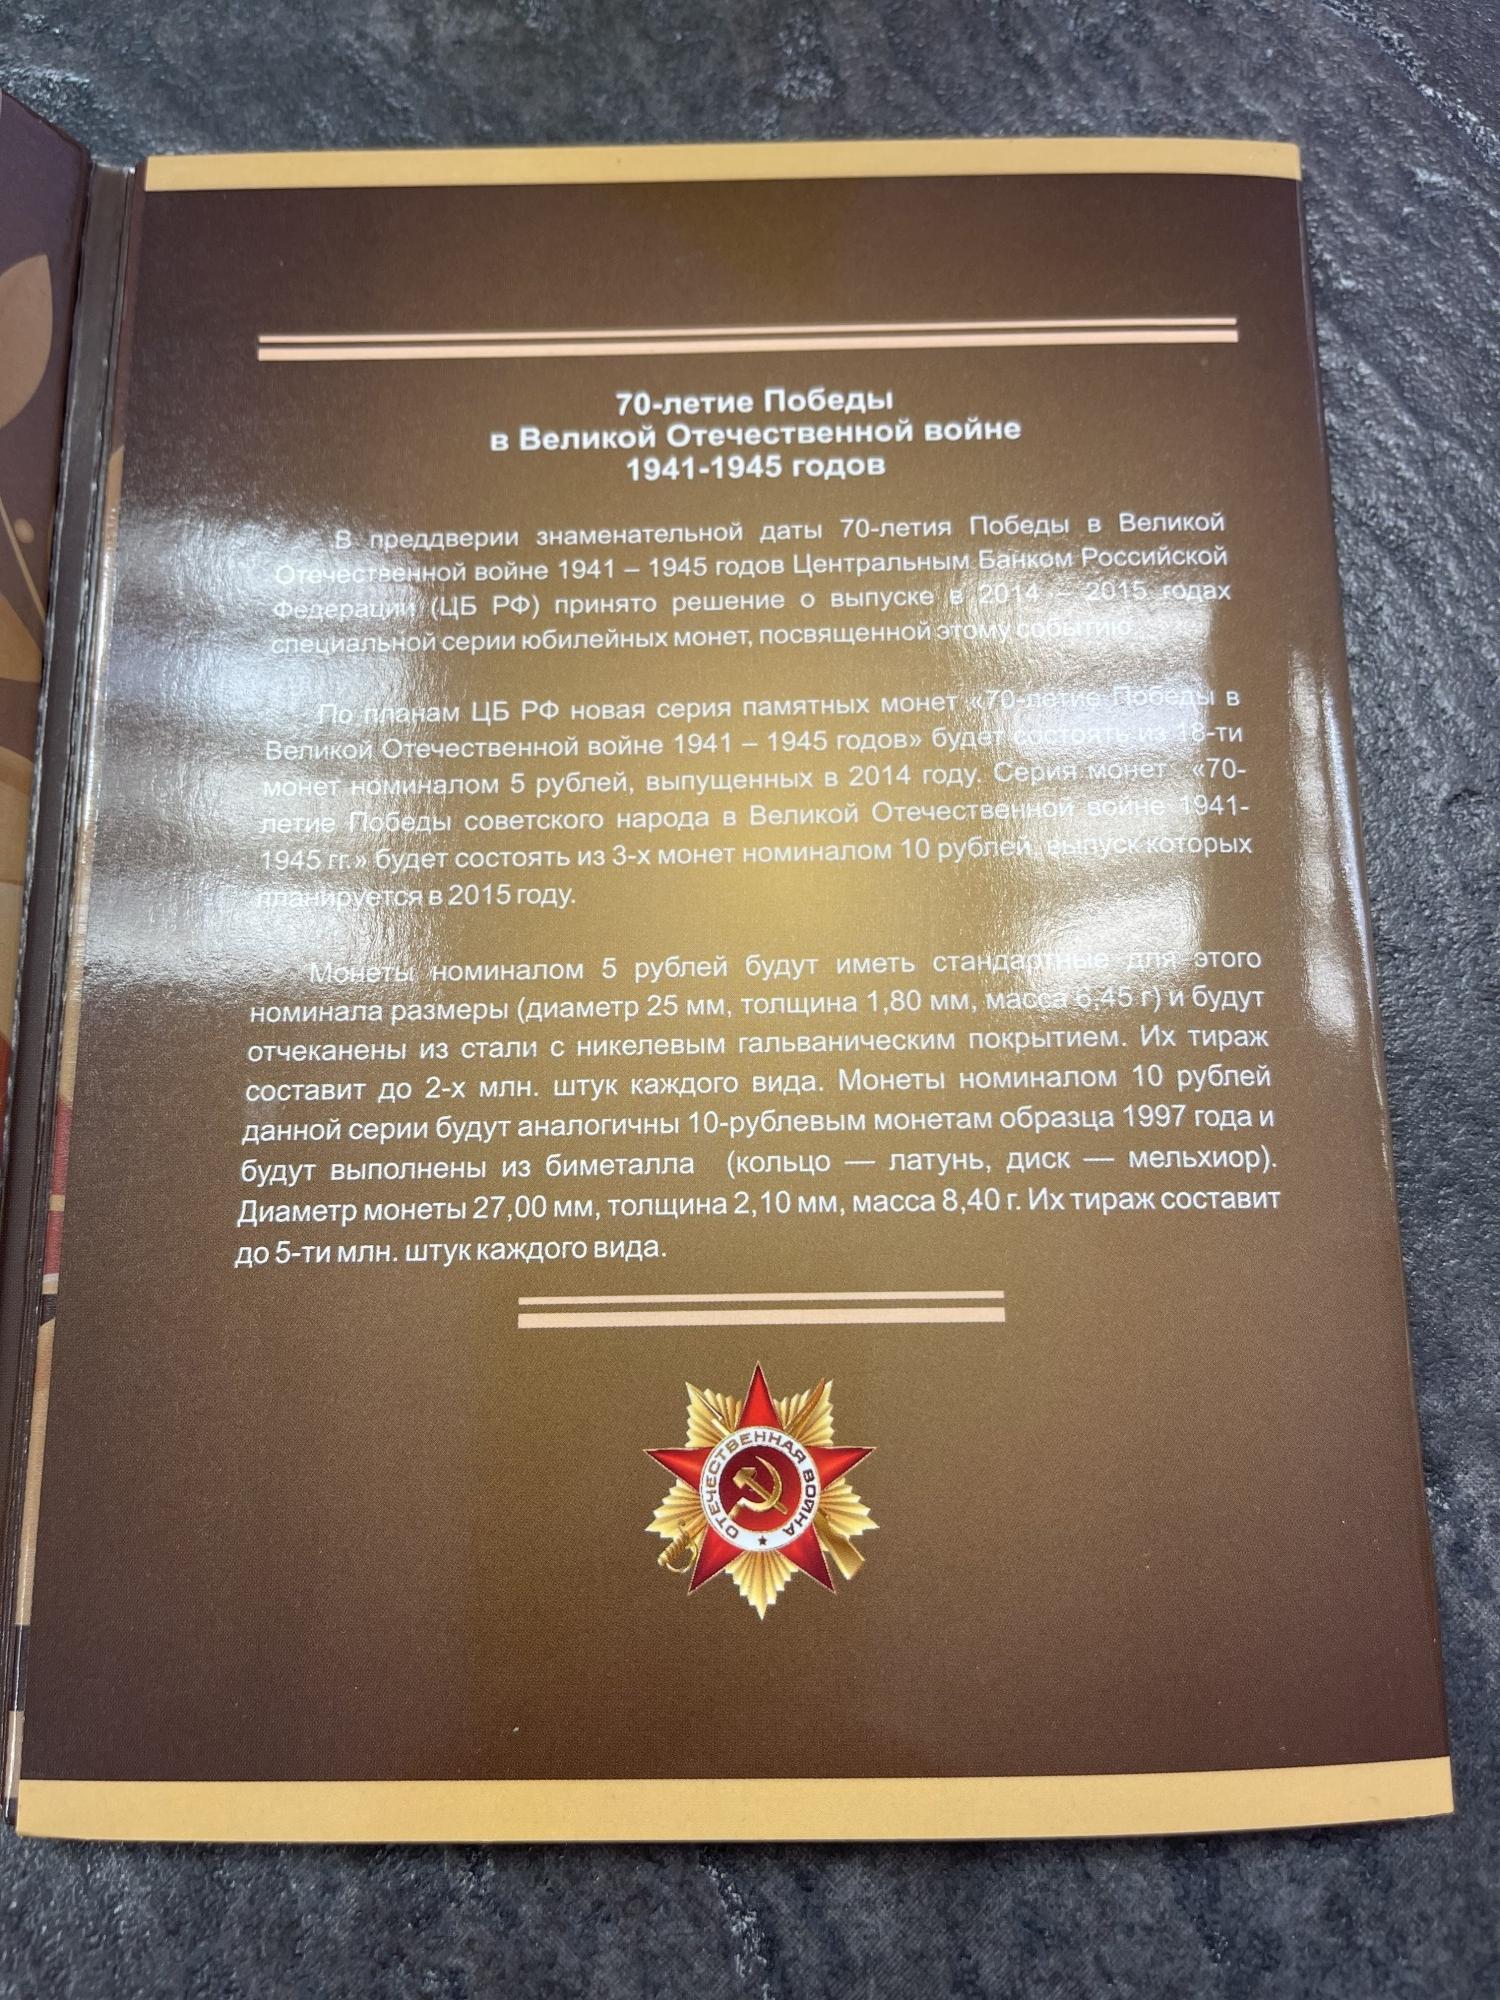 70-летие Победы
в Великой Отечественной войне
1941-1945 годов
В преддверии знаменательной даты 70-летия Победы в Великой
Отечественной войне 1941 – 1945 годов Центральным Банком Российской
Федерации (ЦБ РФ) принято решение о выпуске в 2014 – 2015 годах
специальной серии юбилейных монет, посвященной этому событию.
По планам ЦБ РФ новая серия памятных монет «70-летие Победы в
Великой Отечественной войне 1941 – 1945 годов» будет состоять из 18-ти
монет номиналом 5 рублей, выпущенных в 2014 году. Серия монет «70-
летие Победы советского народа в Великой Отечественной войне 1941-
1945 гг.» будет состоять из 3-х монет номиналом 10 рублей, выпуск которых
планируется в 2015 году.
Монеты номиналом 5 рублей будут иметь стандартные для этого
номинала размеры (диаметр 25 мм, толщина 1,80 мм, масса 6,45 г) и будут
отчеканены из стали с никелевым гальваническим покрытием. Их тираж
составит до 2-х млн. штук каждого вида. Монеты номиналом 10 рублей
данной серии будут аналогичны 10-рублевым монетам образца 1997 года и
будут выполнены из биметалла (кольцо — латунь, диск — мельхиор).
Диаметр монеты 27,00 мм, толщина 2,10 мм, масса 8,40 г. Их тираж составит
до 5-ти млн. штук каждого вида.
ОТЕЧЕСТВЕННАЯ ВОЙНА